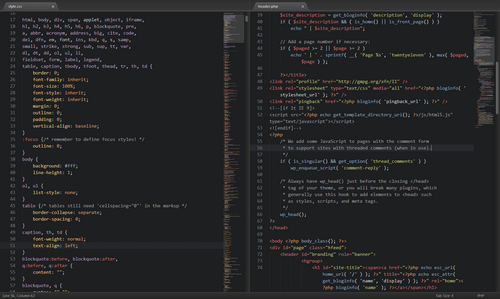 style.css
html, body, div, span, applet, object, iframe,
h1, h2, h3, h4, h5, h6, p, blockquote, pre,
a, abbr, acronym, address, big, cite, code,
del, dfn, em, font, ins, kbd, q, s, samp,
small, strike, strong, sub, sup, tt, var,
dl, dt, dd, ol, ul, li,
fieldset, form, label, legend,
table, caption, tbody, tfoot, thead, tr, th, td {
border: 0;
font-family: inherit;
font-size: 100%;
font-style: inherit;
font-weight: inherit;
margin: 0;
outline: 0;
padding: 0;
vertical-align: baseline;
}
:focus {/* remember to define focus styles! */
outline: 0;
}
body {
background: #fff;
line-height: 1;
}
ol, ul {
list-style: none;
}
table {/* tables still need 'cellspacing="0"' in the markup */
border-collapse: separate;
border-spacing: 0;
}
caption, th, td {
font-weight: normal;
text-align: left;
}
blockquote:before, blockquote:after,
q:before, q:after {
content: "";
}
blockquote, q {
header.php
$site_description = get_bloginfo( 'description', 'display' );
if ( $site_description && ( is_home() || is_front_page() ) )
echo " | $site_description";
// Add a page number if necessary:
if ( $paged >= 2 || $page >= 2 )
echo ' | ' . sprintf( __( 'Page %s', 'twentyeleven' ), max( $paged,
$page ) );
?></title>
<link rel="profile" href="http://gmpg.org/xfn/11" />
<link rel="stylesheet" type="text/css" media="all" href="<?php bloginfo( '
stylesheet_url' ); ?>" />
<link rel="pingback" href="<?php bloginfo( 'pingback_url' ); ?>" />
<!--[if lt IE 9]>
<script src="<?php echo get_template_directory_uri(); ?>/js/html5.js"
type="text/javascript"></script>
<![endif]-->
<?php
/* We add some JavaScript to pages with the comment form
* to support sites with threaded comments (when in use).
*/
if ( is_singular() && get_option( 'thread_comments' ) )
wp_enqueue_script( 'comment-reply' );
/* Always have wp_head() just before the closing </head>
* tag of your theme, or you will break many plugins, which
* generally use this hook to add elements to <head> such
* as styles, scripts, and meta tags.
*/
wp_head();
?>
</head>
<body <?php body_class(); ?>>
<div id="page" class="hfeed">
<header id="branding" role="banner">
<hgroup>
<h1 id="site-title"><span><a href="<?php echo esc_url(
home_url( '/' ) ); ?>" title="<?php echo esc_attr(
get_bloginfo( 'name', 'display' ) ); ?>" rel="home"><
?php bloginfo( 'name' ); ?></a></span></h1>